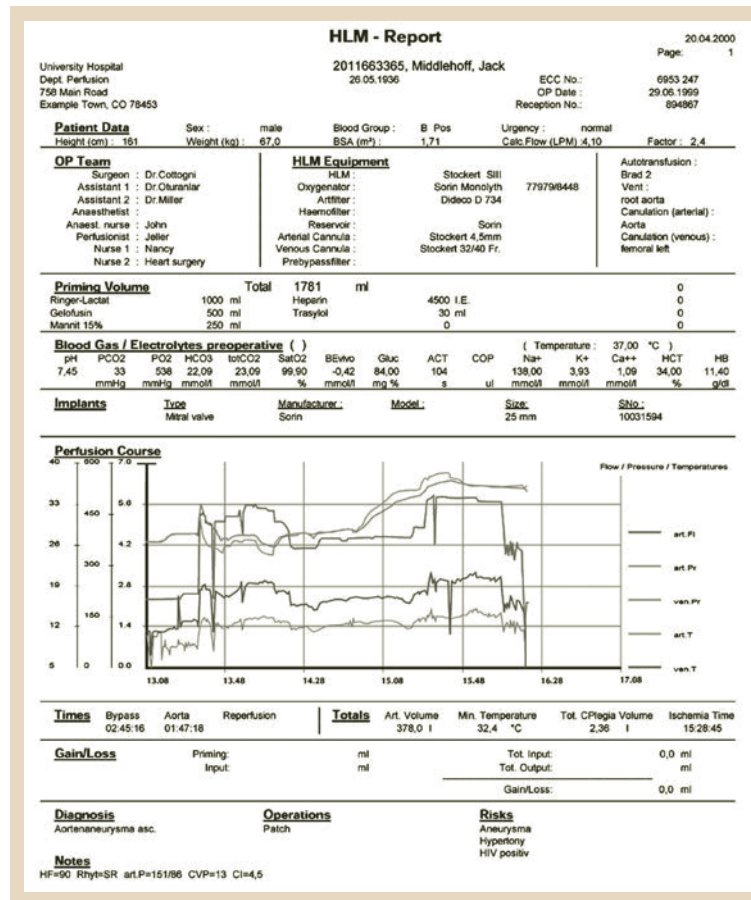 HLM - Report
20.04.2000
Page: 1
University Hospital
Dept. Perfusion
758 Main Road
Example Town, CO 78453
2011663365, Middlehoff, Jack
26.05.1936
ECC No.: 6953 247
OP Date : 29.06.1999
Reception No.: 894867
Patient Data Sex : male Blood Group : B Pos Urgency : normal
Height (cm) : 161 Weight (kg) : 67,0 BSA (m²) : 1,71 Calc.Flow (LPM) :4,10 Factor : 2,4
OP Team
Surgeon : Dr.Cottogni
Assistant 1 : Dr.Oturanlar
Assistant 2 : Dr.Miller
Anaesthetist :
Anaest. nurse : John
Perfusionist : Jeller
Nurse 1 : Nancy
Nurse 2 : Heart surgery
HLM Equipment
HLM : Stockert SIII
Oxygenator : Sorin Monolyth 77979/8448
Artfilter : Dideco D 734
Haemofilter :
Reservoir : Sorin
Arterial Cannula : Stockert 4,5mm
Venous Cannula : Stockert 32/40 Fr.
Prebypassfilter :
Autotransfusion :
Brad 2
Vent :
root aorta
Canulation (arterial) :
Aorta
Canulation (venous) :
femoral left
Priming Volume Total 1781 ml 0
Ringer-Lactat 1000 ml Heparin 4500 I.E. 0
Gelofusin 500 ml Trasylol 30 ml 0
Mannit 15% 250 ml 0 0
Blood Gas / Electrolytes preoperative ( ) ( Temperature : 37,00 °C )
pH PCO2 PO2 HCO3 totCO2 SatO2 BEvivo Gluc ACT COP Na+ K+ Ca++ HCT HB
7,45 33 538 22,09 23,09 99,90 -0,42 84,00 104 138,00 3,93 1,09 34,00 11,40
mmHg mmHg mmol/l mmol/l % mmol/l mg % s ul mmol/l mmol/l mmol/l % g/dl
Implants Type Manufacturer : Model : Size: SNo :
Mitral valve Sorin 25 mm 10031594
Perfusion Course
Flow / Pressure / Temperatures
40 600 7.0
33 450 5.6
26 300 4.2
19 150 2.8
12 1.4
5 0 0.0
13.08 13.48 14.28 15.08 15.48 16.28 17.08
art.Fl
art.Pr
ven.Pr
art.T
ven.T
Times Bypass Aorta Reperfusion
02:45:16 01:47:18
Totals Art. Volume Min. Temperature Tot. CPlegia Volume Ischemia Time
378,0 l 32,4 °C 2,36 l 15:28:45
Gain/Loss Priming: ml Tot. Input: 0,0 ml
Input: ml Tot. Output: ml
Gain/Loss: 0,0 ml
Diagnosis
Aortenaneurysma asc.
Operations
Patch
Risks
Aneurysma
Hypertony
HIV positiv
Notes
HF=90 Rhyt=SR art.P=151/86 CVP=13 CI=4,5